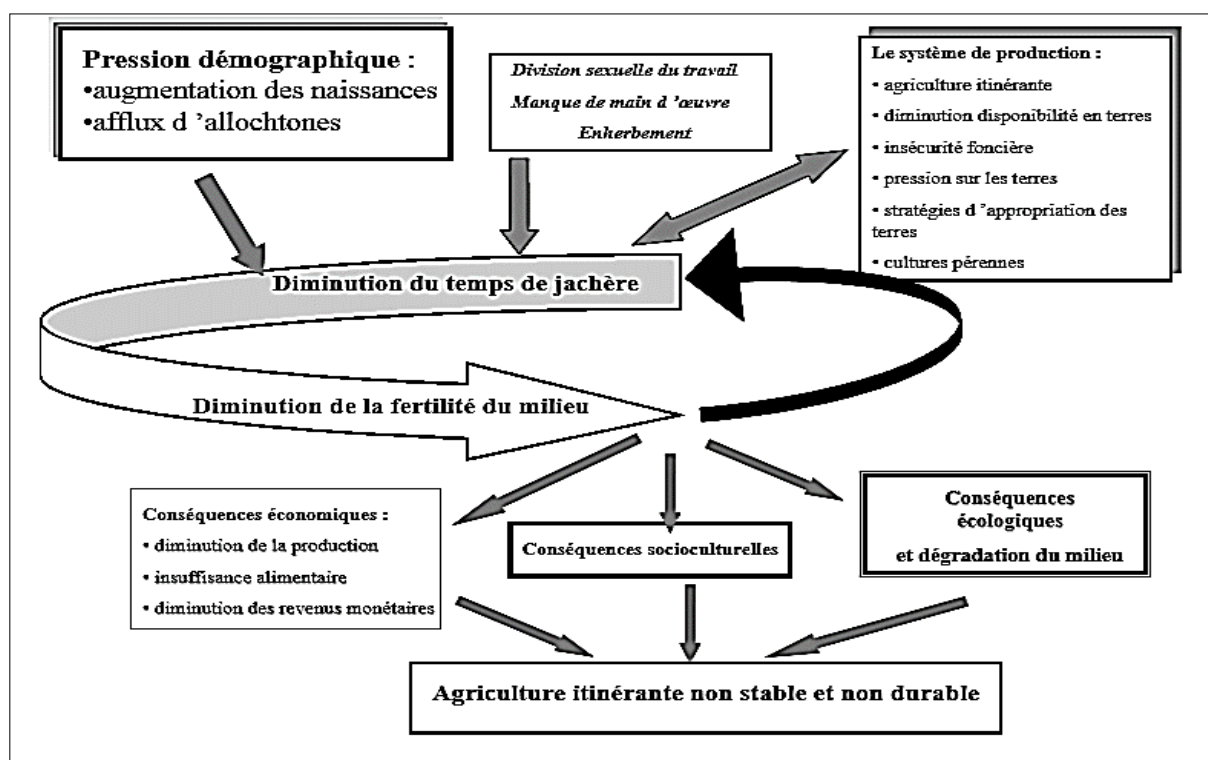 Pression démographique :
•augmentation des naissances
•afflux d ’allochtones
Division sexuelle du travail
Manque de main d ’œuvre
Enherbement
Le système de production :
• agriculture itinérante
• diminution disponibilité en terres
• insécurité foncière
• pression sur les terres
• stratégies d ’appropriation des
terres
• cultures pérennes
Diminution du temps de jachère
Diminution de la fertilité du milieu
Conséquences économiques :
• diminution de la production
• insuffisance alimentaire
• diminution des revenus monétaires
Conséquences socioculturelles
Conséquences
écologiques
et dégradation du milieu
Agriculture itinérante non stable et non durable